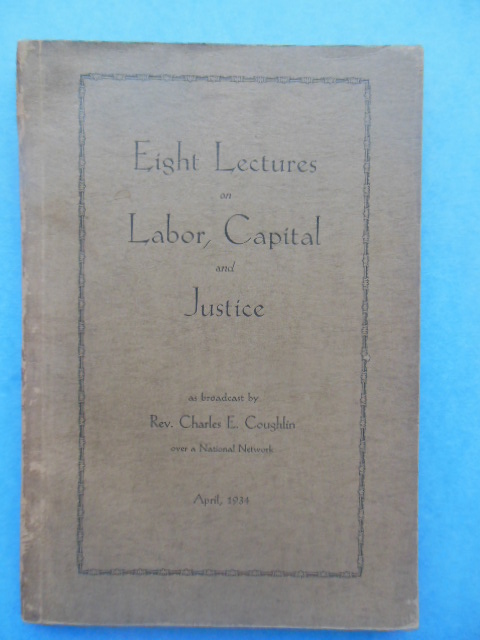 Eight Lectures
on
Labor, Capital
and
Justice
as broadcast by
Rev. Charles E. Coughlin
over a National Network
April, 1934